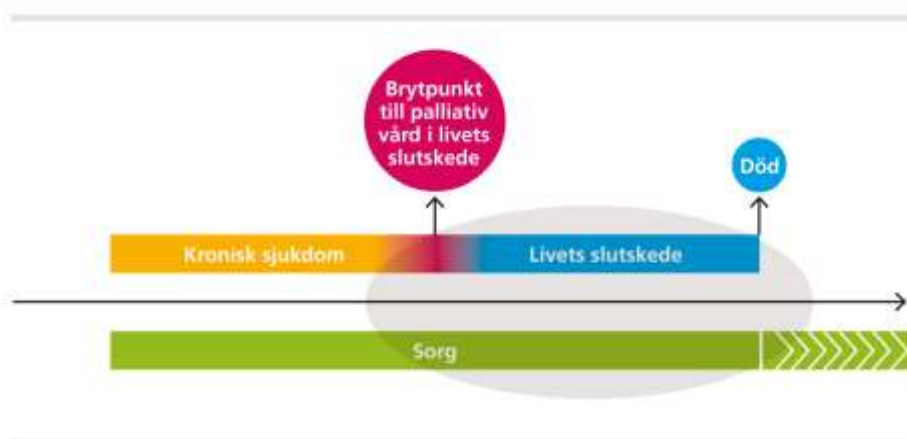 Brytpunkt
till palliativ
vård i livets
slutskede
Död
Kronisk sjukdom
Livets slutskede
Sorg